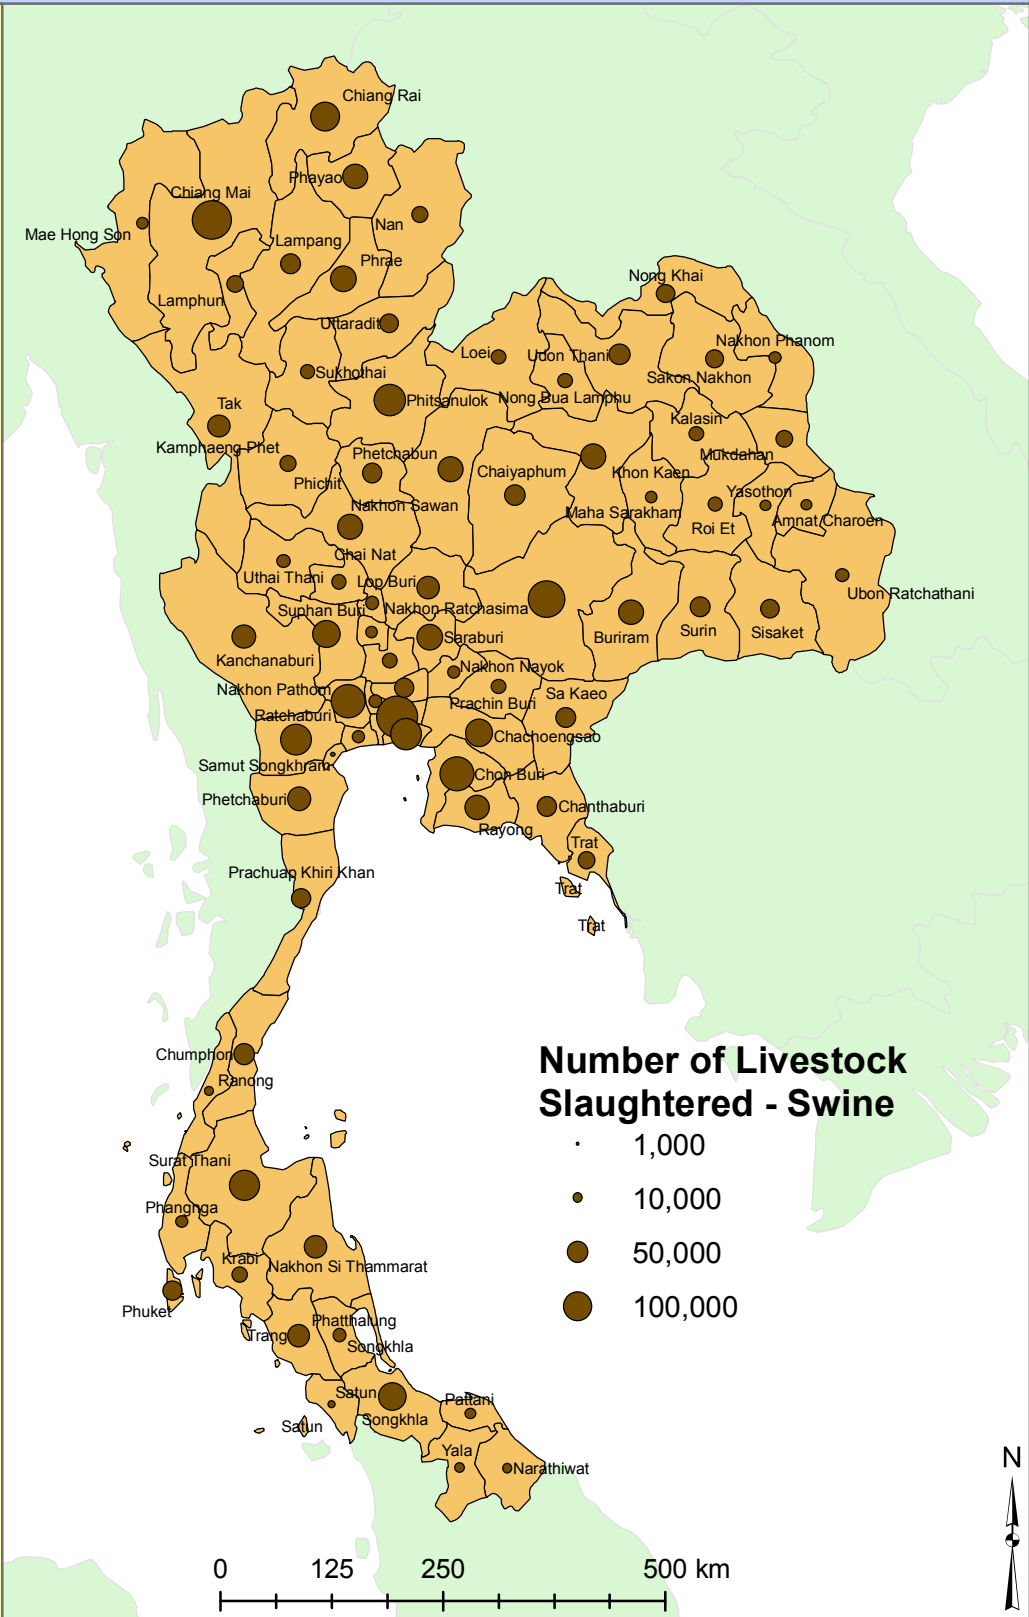 Chiang Rai
Phayao
Chiang Mai
Nan
Mae Hong Son
Lampang
Phrae
Lamphun
Nong Khai
Uttaradit
Nakhon Phanom
Loei
Udon Thani
Sukhothai
Sakon Nakhon
Phitsanulok
Nong Bua Lamphu
Tak
Kalasin
Kamphaeng Phet
Phetchabun
Mukdahan
Chaiyaphum
Khon Kaen
Phichit
Yasothon
Nakhon Sawan
Maha Sarakham
Amnat Charoen
Roi Et
Chai Nat
Uthai Thani
Lop Buri
Ubon Ratchathani
Suphan Buri
Nakhon Ratchasima
Saraburi
Buriram
Surin
Sisaket
Kanchanaburi
Nakhon Nayok
Nakhon Pathom
Sa Kaeo
Prachin Buri
Ratchaburi
Chachoengsao
Samut Songkhram
Chon Buri
Phetchaburi
Chanthaburi
Rayong
Trat
Prachuap Khiri Khan
Trat
Trat
Chumphon
Ranong
Number of Livestock
Slaughtered - Swine
1,000
10,000
50,000
100,000
Surat Thani
Phangnga
Krabi
Nakhon Si Thammarat
Phuket
Phatthalung
Trang
Songkhla
Satun
Pattani
Satun
Songkhla
Yala
Narathiwat
N
0 125 250 500 km